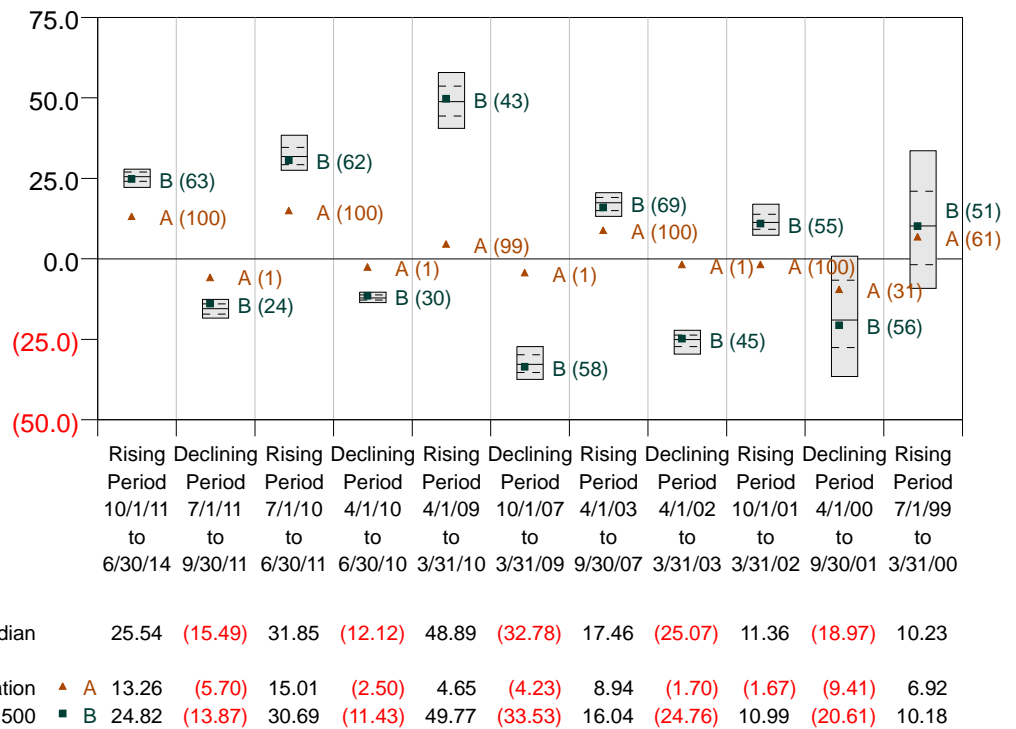 75.0
50.0
25.0
0.0
(25.0)
(50.0)
B (63)
A (100)
A (1)
B (24)
B (62)
A (100)
A (1)
B (30)
B (43)
A (99)
A (1)
B (58)
B (69)
A (100)
A (1)
B (45)
B (55)
A (100)
A (31)
B (56)
B (51)
A (61)
Rising Declining Rising Declining Rising Declining Rising Declining Rising Declining Rising
Period Period Period Period Period Period Period Period Period Period Period
10/1/11 7/1/11 7/1/10 4/1/10 4/1/09 10/1/07 4/1/03 4/1/02 10/1/01 4/1/00 7/1/99
to to to to to to to to to to to
6/30/14 9/30/11 6/30/11 6/30/10 3/31/10 3/31/09 9/30/07 3/31/03 3/31/02 9/30/01 3/31/00
dian 25.54 (15.49) 31.85 (12.12) 48.89 (32.78) 17.46 (25.07) 11.36 (18.97) 10.23
ation A 13.26 (5.70) 15.01 (2.50) 4.65 (4.23) 8.94 (1.70) (1.67) (9.41) 6.92
500 B 24.82 (13.87) 30.69 (11.43) 49.77 (33.53) 16.04 (24.76) 10.99 (20.61) 10.18